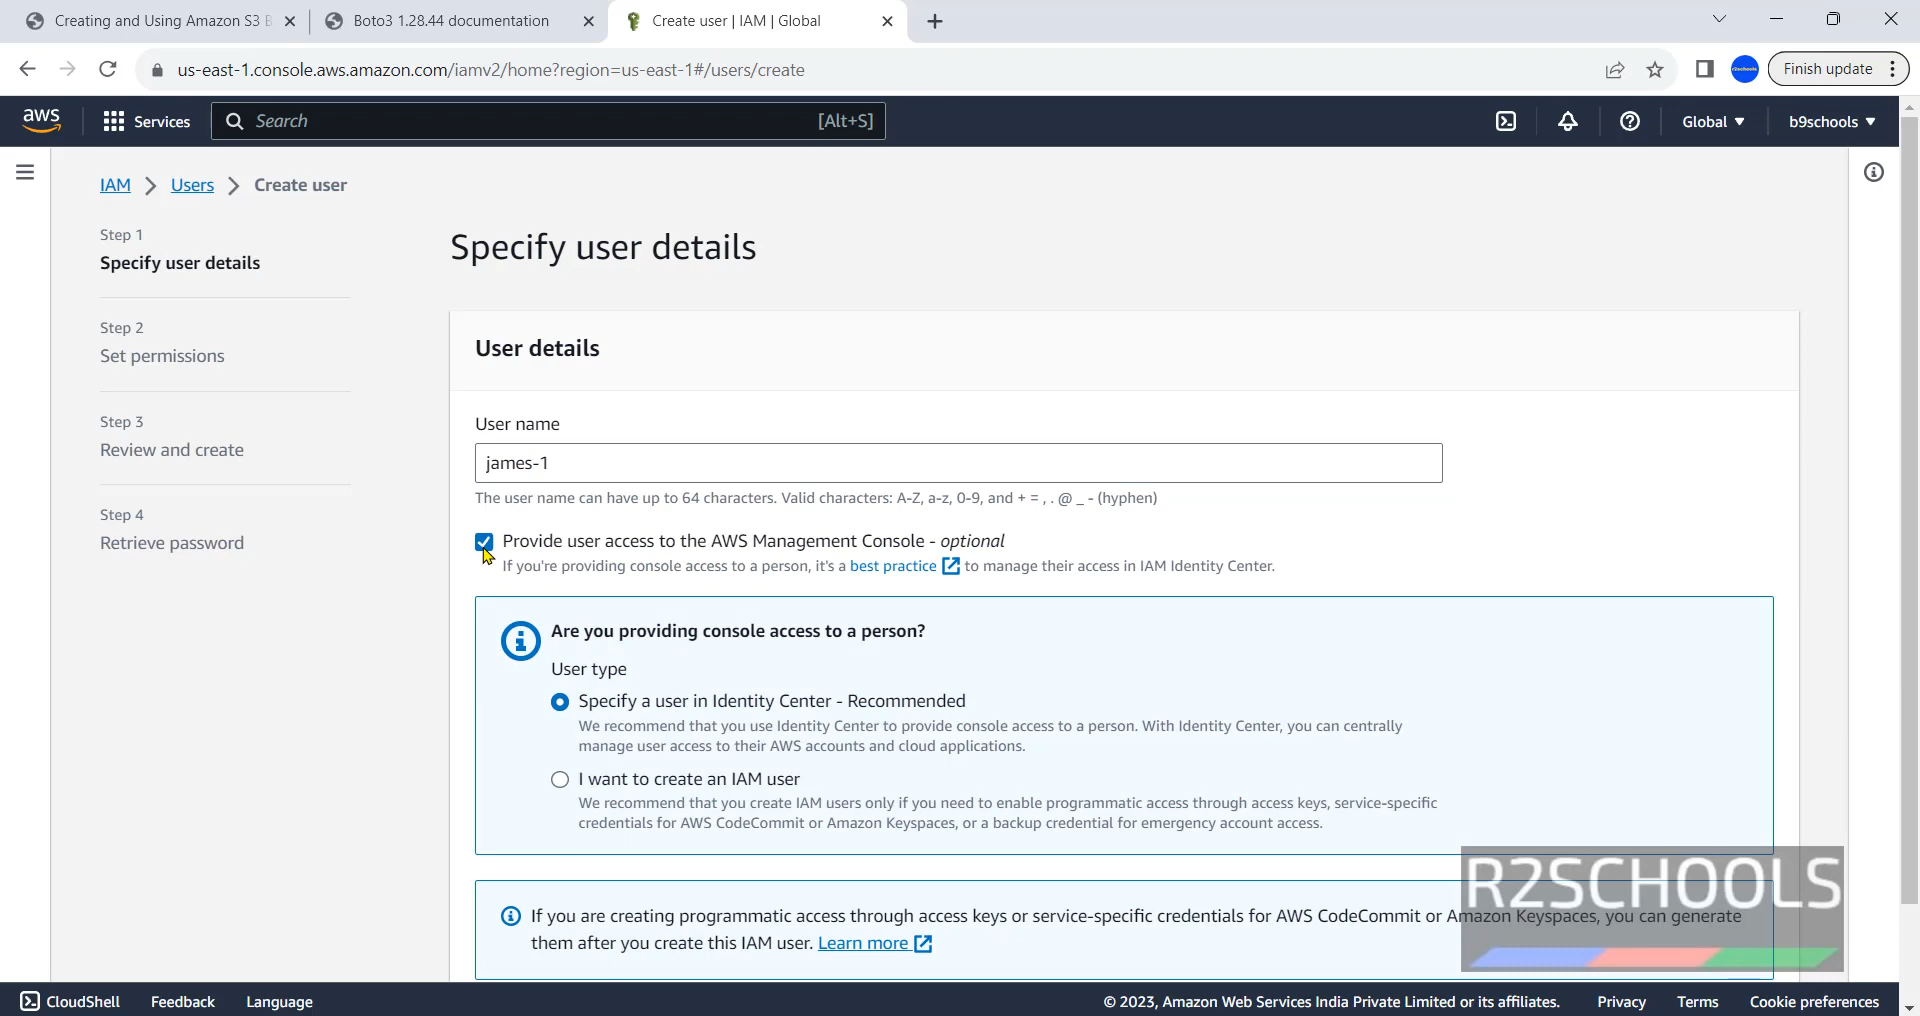 Creating and Using Amazon S3 B
Boto3 1.28.44 documentation
Create user | IAM | Global
us-east-1.console.aws.amazon.com/iamv2/home?region=us-east-1#/users/create
r2schools
Finish update
aws
Services
Search
[Alt+S]
Global
b9schools
IAM
Users
Create user
Step 1
Specify user details
Step 2
Set permissions
Step 3
Review and create
Step 4
Retrieve password
Specify user details
User details
User name
james-1
The user name can have up to 64 characters. Valid characters: A-Z, a-z, 0-9, and + = , . @ _ - (hyphen)
Provide user access to the AWS Management Console - optional
If you're providing console access to a person, it's a best practice to manage their access in IAM Identity Center.
Are you providing console access to a person?
User type
Specify a user in Identity Center - Recommended
We recommend that you use Identity Center to provide console access to a person. With Identity Center, you can centrally
manage user access to their AWS accounts and cloud applications.
I want to create an IAM user
We recommend that you create IAM users only if you need to enable programmatic access through access keys, service-specific
credentials for AWS CodeCommit or Amazon Keyspaces, or a backup credential for emergency account access.
If you are creating programmatic access through access keys or service-specific credentials for AWS CodeCommit or Amazon Keyspaces, you can generate
them after you create this IAM user. Learn more
R2SCHOOLS
CloudShell
Feedback
Language
© 2023, Amazon Web Services India Private Limited or its affiliates.
Privacy
Terms
Cookie preferences